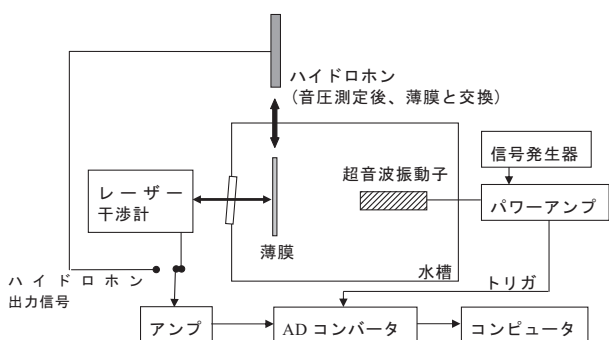 ハイドロホン
（音圧測定後、薄膜と交換）
信号発生器
超音波振動子
レーザー
干渉計
パワーアンプ
薄膜
水槽
トリガ
ハイドロホン
出力信号
アンプ
AD コンバータ
コンピュータ